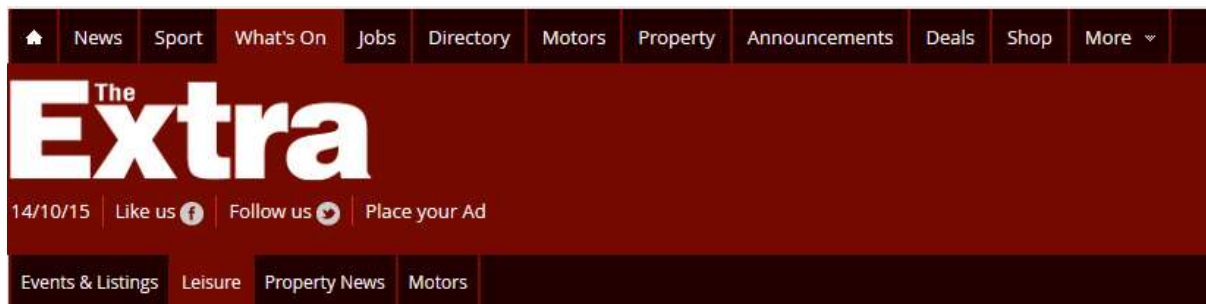 News Sport What's On Jobs Directory Motors Property Announcements Deals Shop More
The
Extra
14/10/15 Like us Follow us Place your Ad
Events & Listings Leisure Property News Motors